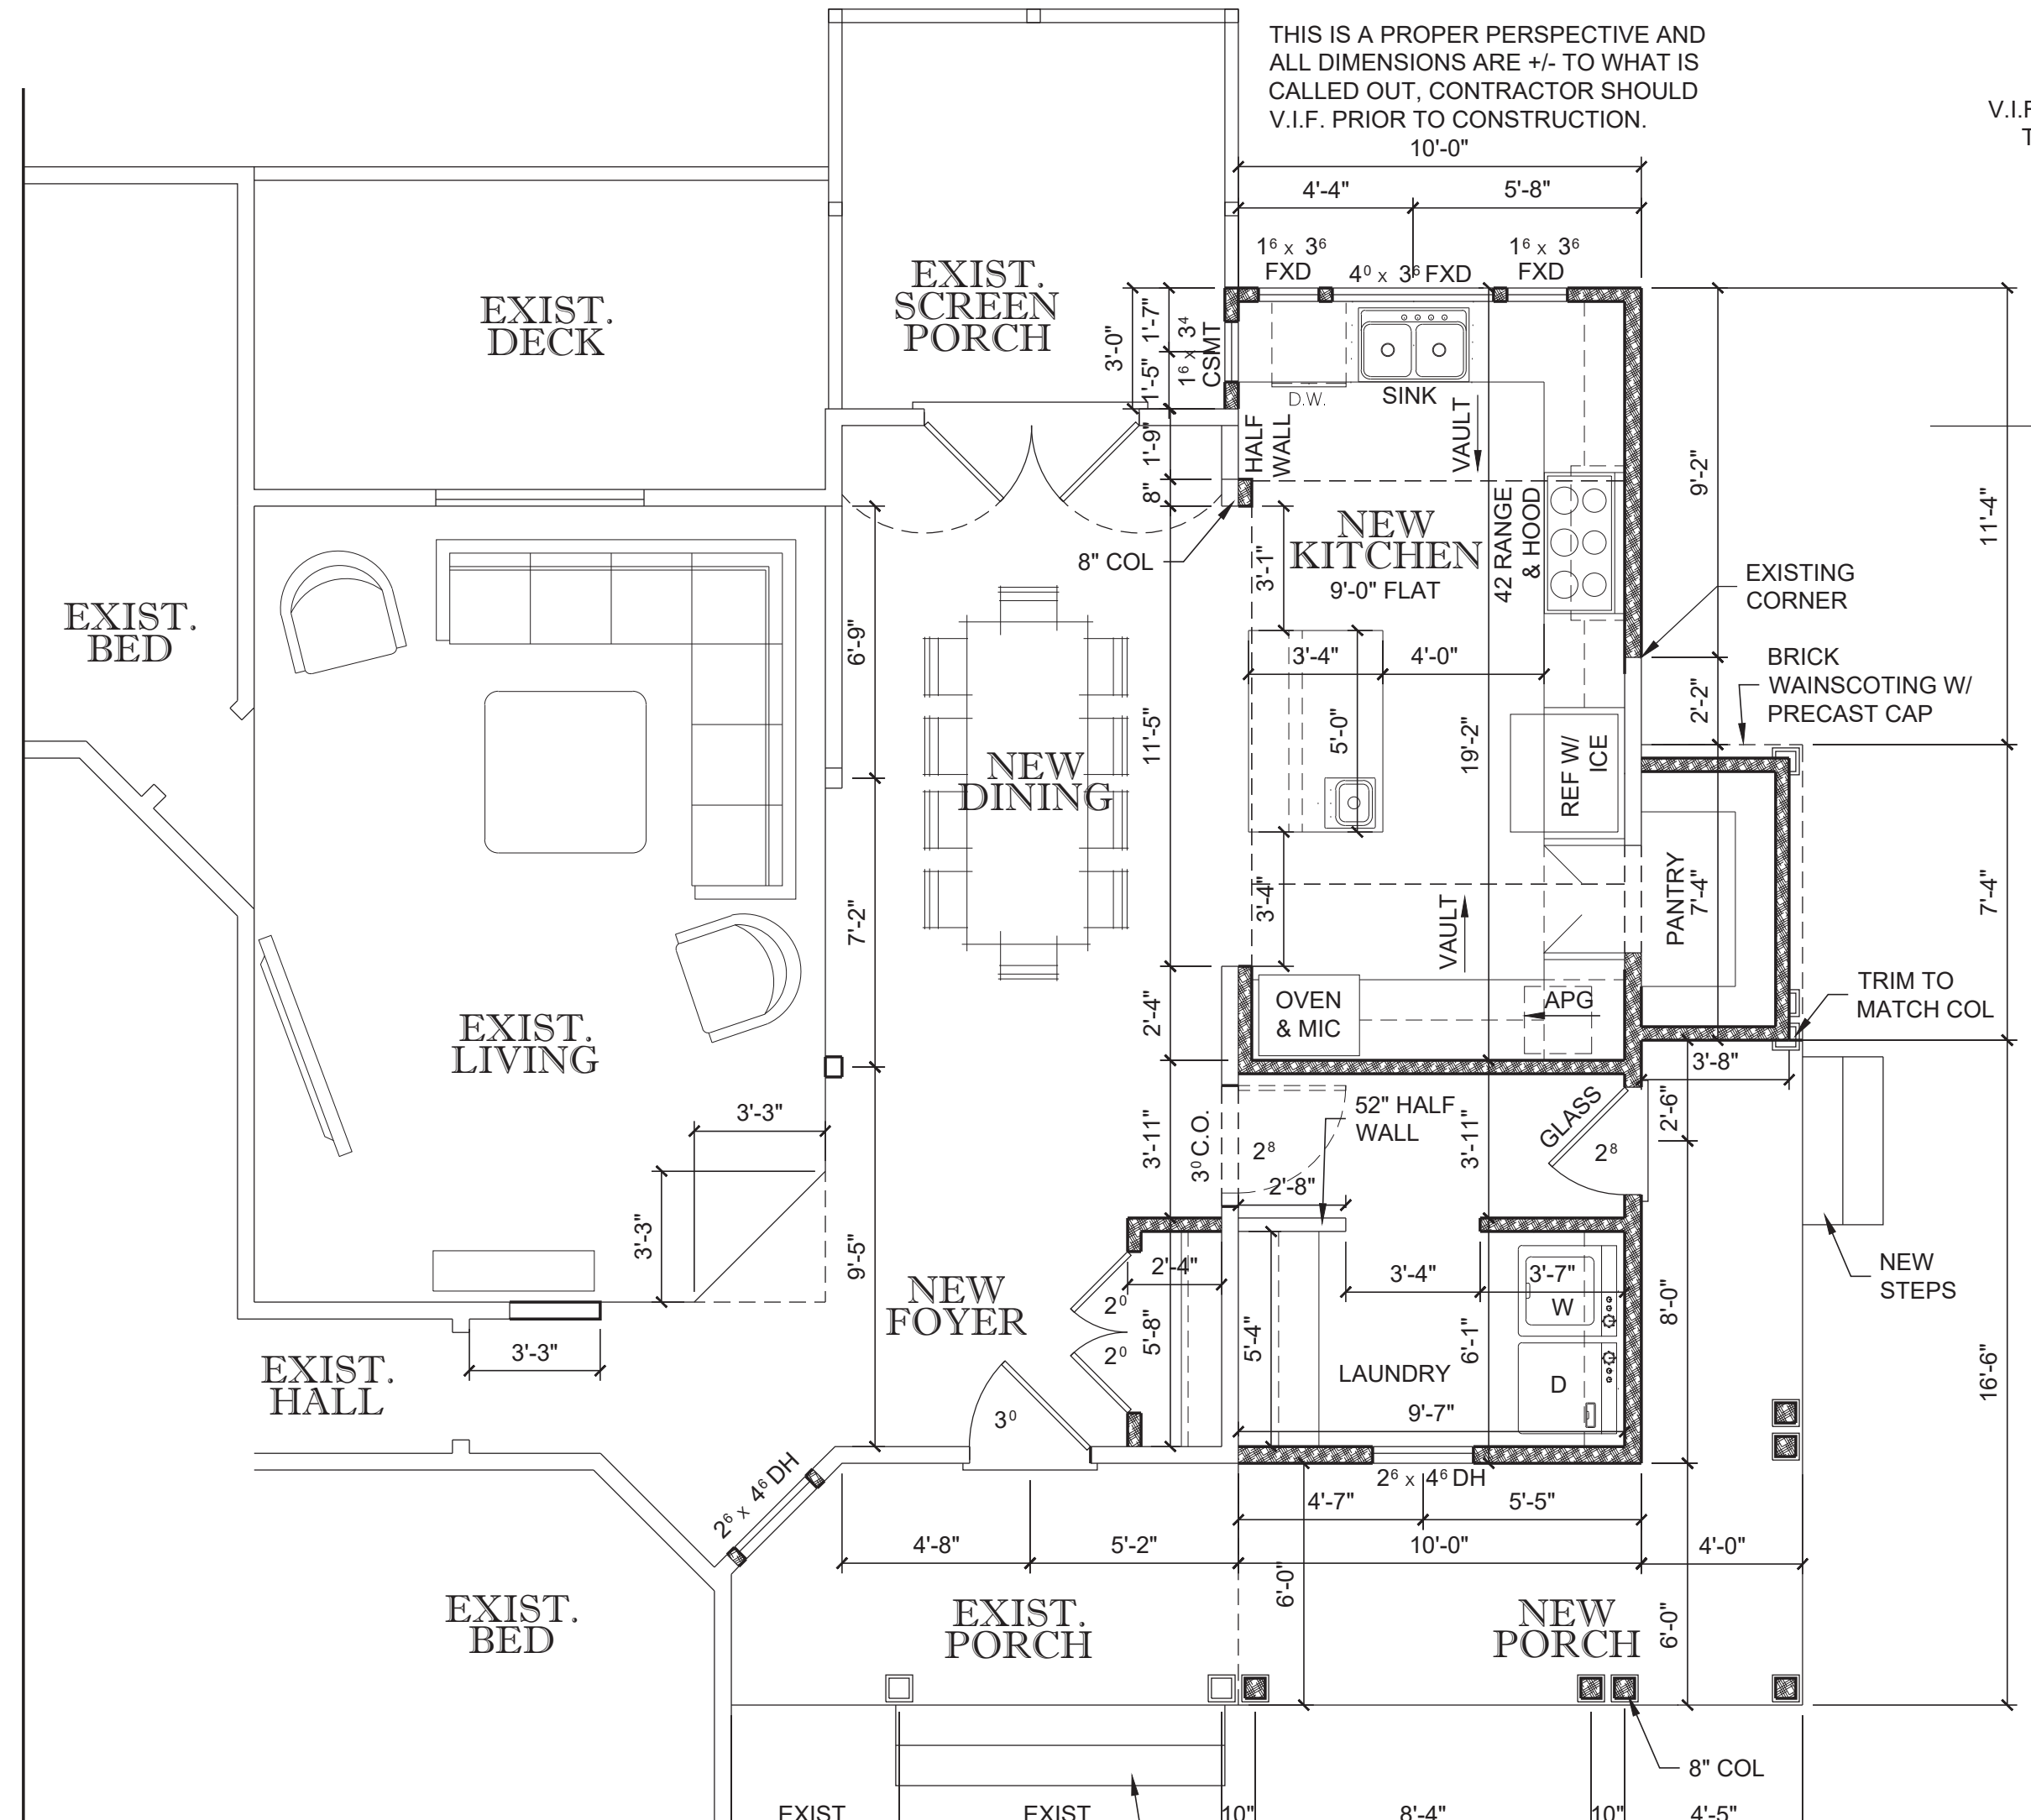 THIS IS A PROPER PERSPECTIVE AND
ALL DIMENSIONS ARE +/- TO WHAT IS
CALLED OUT, CONTRACTOR SHOULD
V.I.F. PRIOR TO CONSTRUCTION.
10'-0"
4'-4"
5'-8"
1⁶ x 3⁶
FXD
4⁰ x 3⁶ FXD
1⁶ x 3⁶
FXD
EXIST.
DECK
EXIST.
SCREEN
PORCH
3'-0"
1'-7"
1'-5"
1⁶ x 3⁴
CSMT
D.W.
SINK
HALF
WALL
VAULT
1'-9"
8"
8" COL
NEW
KITCHEN
9'-0" FLAT
42 RANGE
& HOOD
9'-2"
11'-4"
EXISTING
CORNER
BRICK
WAINSCOTING W/
PRECAST CAP
2'-2"
EXIST.
BED
6'-9"
3'-1"
3'-4"
4'-0"
5'-0"
11'-5"
19'-2"
NEW
DINING
REF W/
ICE
PANTRY
7'-4"
7'-4"
7'-2"
3'-4"
VAULT
EXIST.
LIVING
2'-4"
OVEN
& MIC
APG
TRIM TO
MATCH COL
3'-8"
3'-3"
3'-3"
9'-5"
3'-11"
3⁰ C.O.
2⁸
2'-8"
52" HALF
WALL
3'-11"
GLASS
2⁸
2'-6"
NEW
STEPS
NEW
FOYER
2'-4"
2⁰
2⁰
5'-8"
5'-4"
3'-4"
3'-7"
W
LAUNDRY
6'-1"
D
9'-7"
8'-0"
16'-6"
3'-3"
EXIST.
HALL
3⁰
2⁶ x 4⁶ DH
2⁶ x 4⁶ DH
4'-7"
5'-5"
4'-8"
5'-2"
10'-0"
4'-0"
6'-0"
6'-0"
EXIST.
BED
EXIST.
PORCH
NEW
PORCH
8" COL
EXIST
EXIST
10"
8'-4"
10"
4'-5"